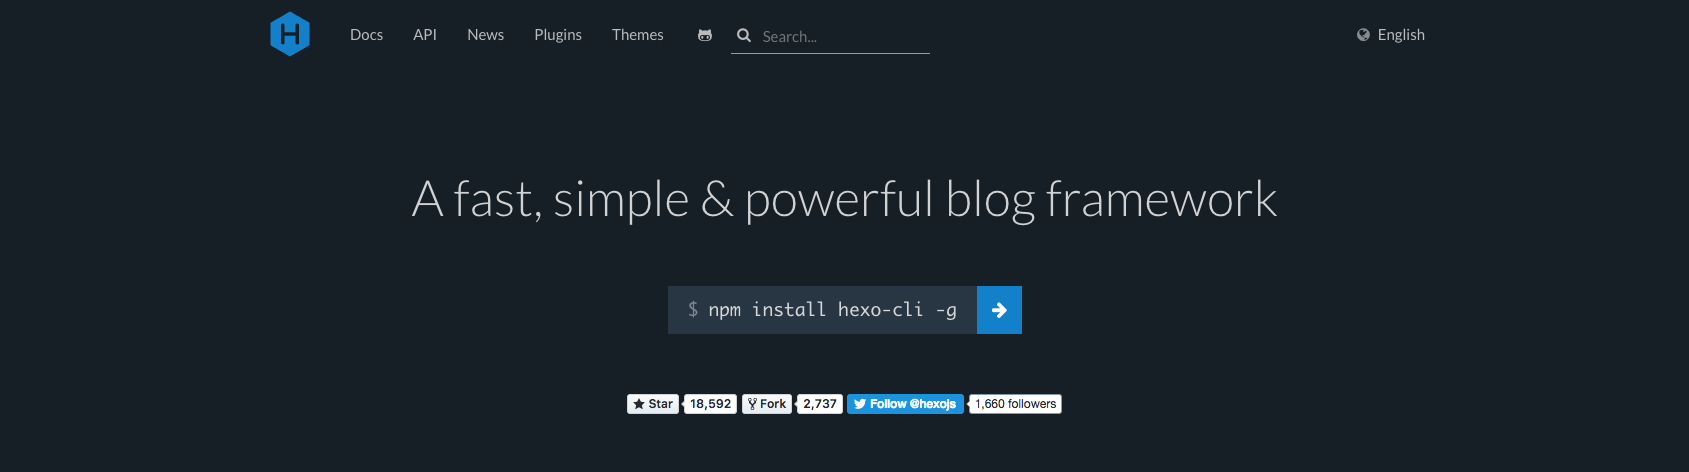 H Docs API News Plugins Themes Search... English
A fast, simple & powerful blog framework
$ npm install hexo-cli -g
Star 18,592 Fork 2,737 Follow @hexojs 1,660 followers